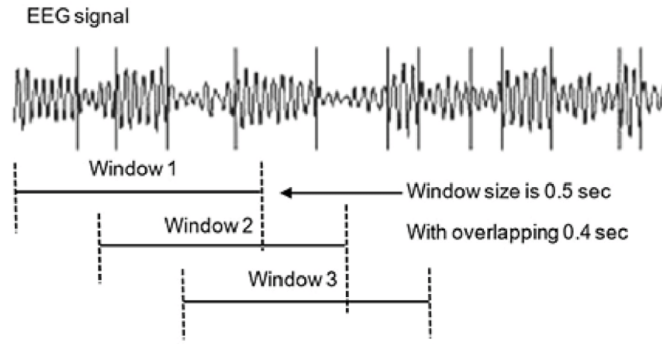 EEG signal
Window 1
Window size is 0.5 sec
Window 2
With overlapping 0.4 sec
Window 3